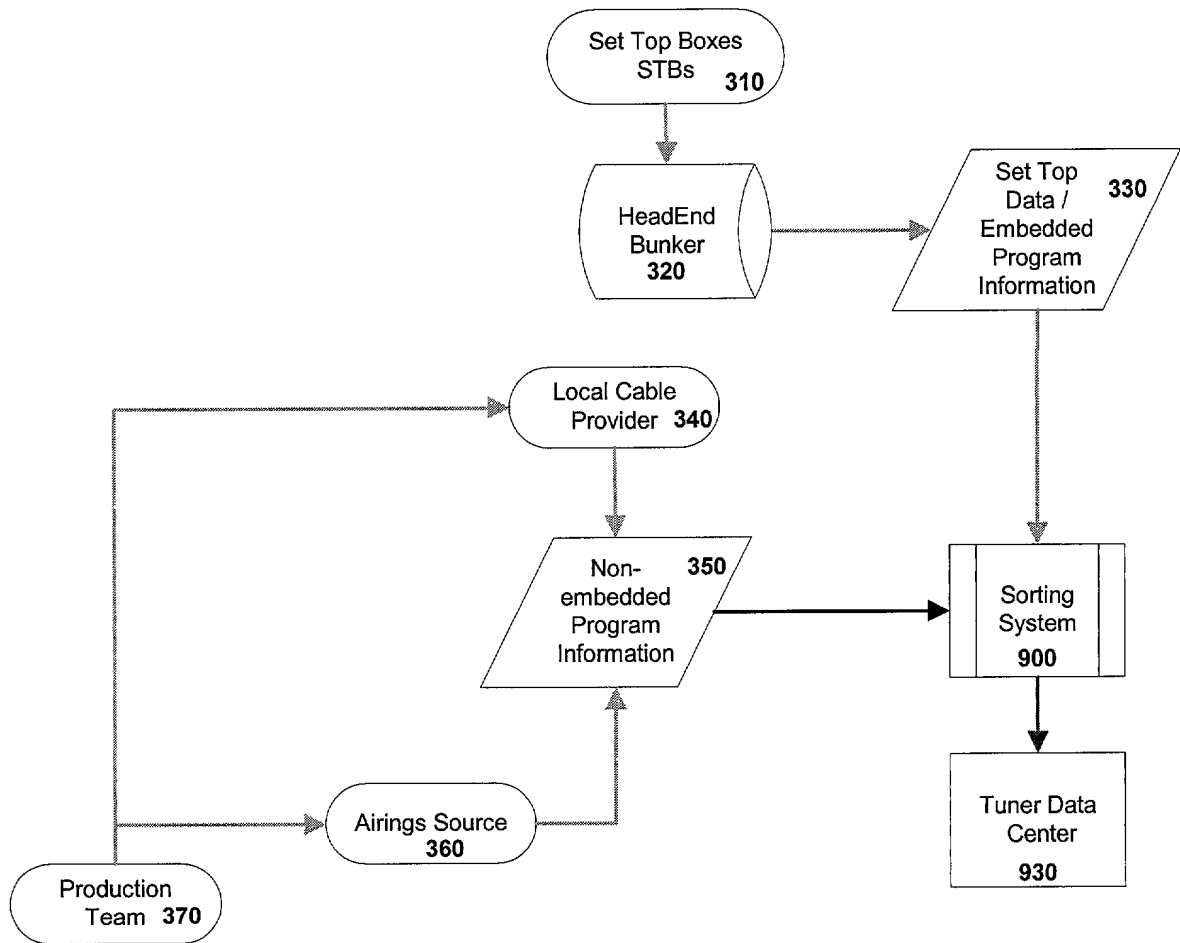 Set Top Boxes
STBs
310
HeadEnd
Bunker
320
Set Top
Data /
Embedded
Program
Information
330
Local Cable
Provider 340
Non-
embedded
Program
Information
350
Sorting
System
900
Airings Source
360
Tuner Data
Center
930
Production
Team 370